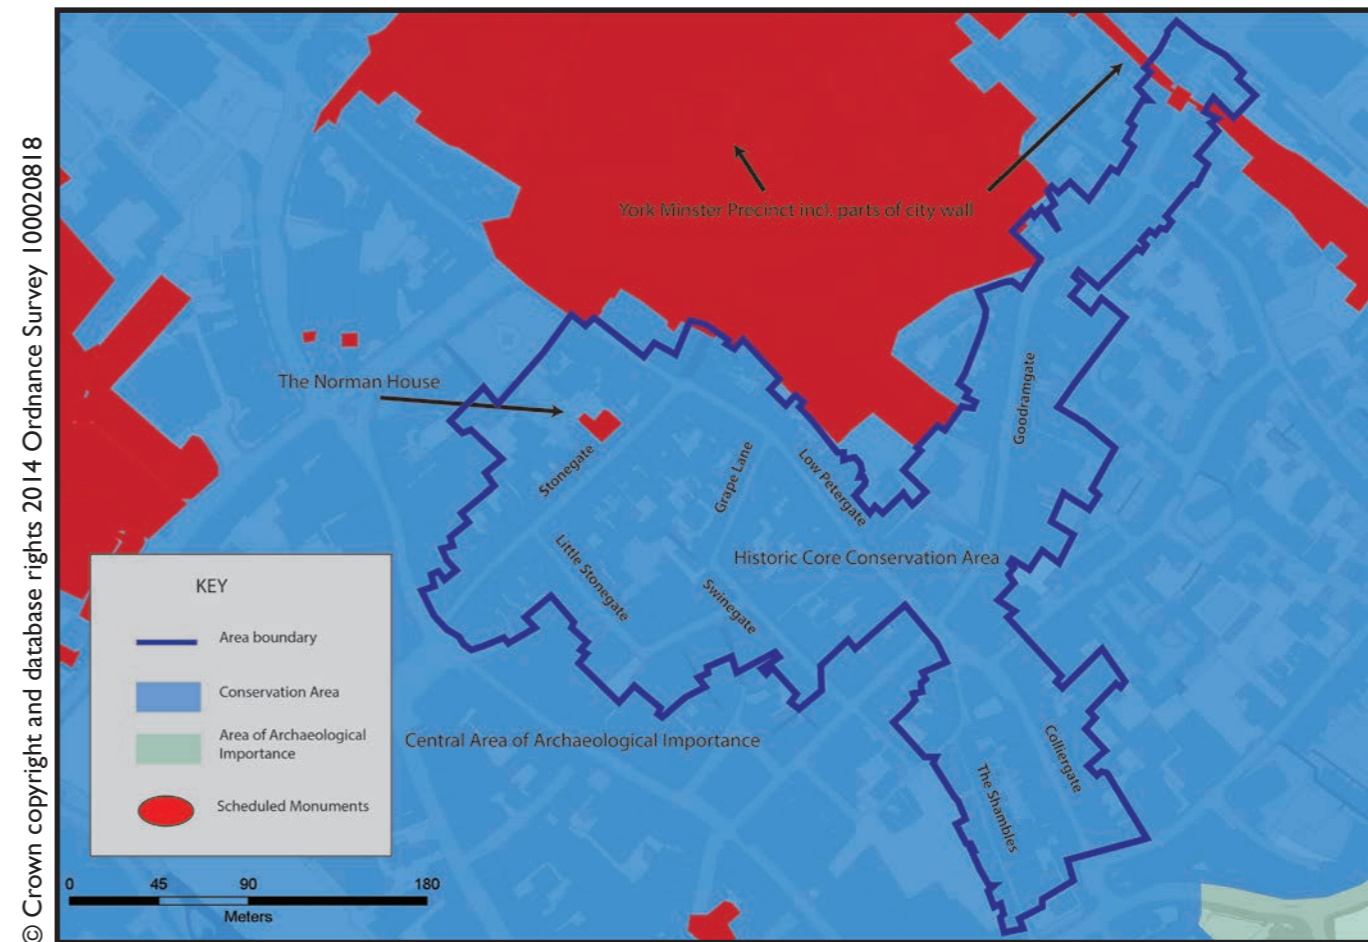 © Crown copyright and database rights 2014 Ordnance Survey 100020818
York Minster Precinct incl. parts of city wall
The Norman House
Stonegate
Grape Lane
Low Petergate
Goodramgate
Little Stonegate
Swinegate
Historic Core Conservation Area
Central Area of Archaeological Importance
The Shambles
Colliergate
KEY
Area boundary
Conservation Area
Area of Archaeological
Importance
Scheduled Monuments
0 45 90 180
Meters